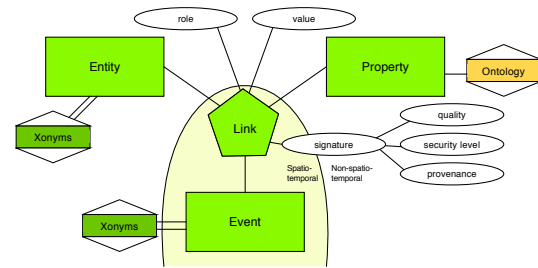 role
value
Entity
Property
Ontology
Xonyms
Link
quality
signature
security level
provenance
Spatio-
temporal
Non-spatio-
temporal
Xonyms
Event